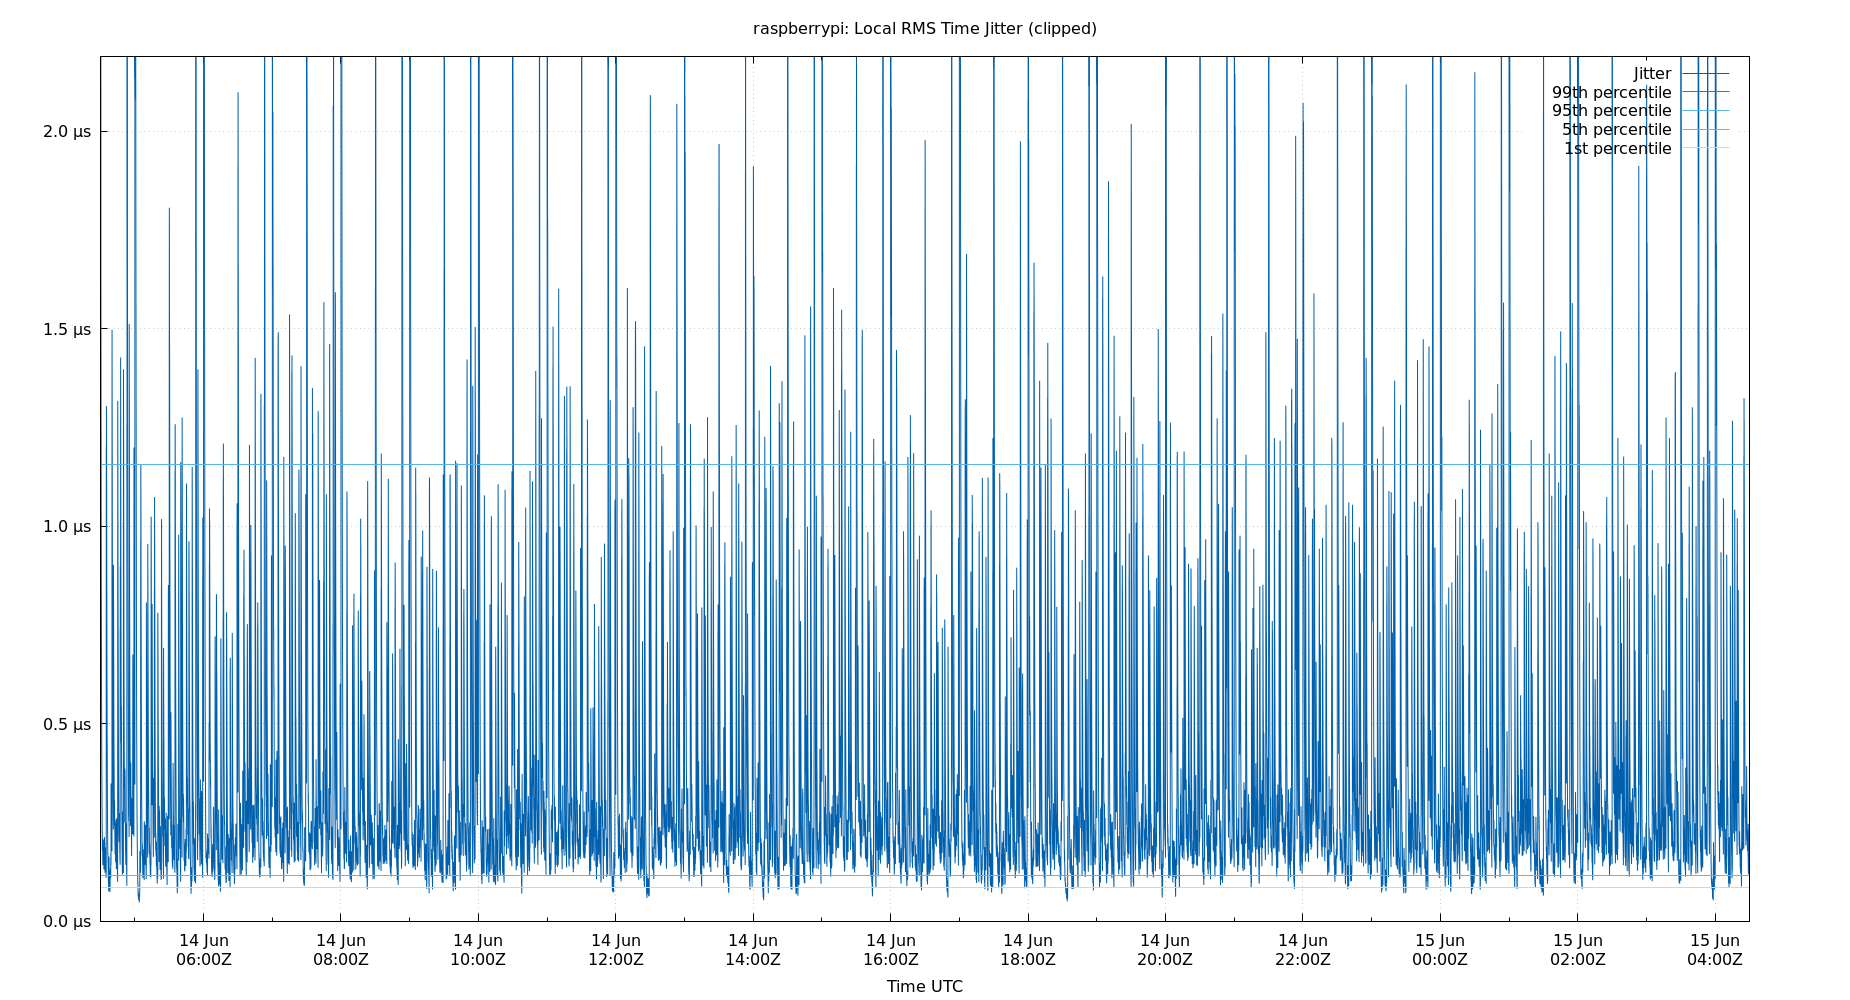 raspberrypi: Local RMS Time Jitter (clipped)
Jitter
99th percentile
95th percentile
5th percentile
1st percentile
2.0 µs
1.5 µs
1.0 µs
0.5 µs
0.0 µs
14 Jun 14 Jun 14 Jun 14 Jun 14 Jun 14 Jun 14 Jun 14 Jun 14 Jun 15 Jun 15 Jun 15 Jun
06:00Z 08:00Z 10:00Z 12:00Z 14:00Z 16:00Z 18:00Z 20:00Z 22:00Z 00:00Z 02:00Z 04:00Z
Time UTC